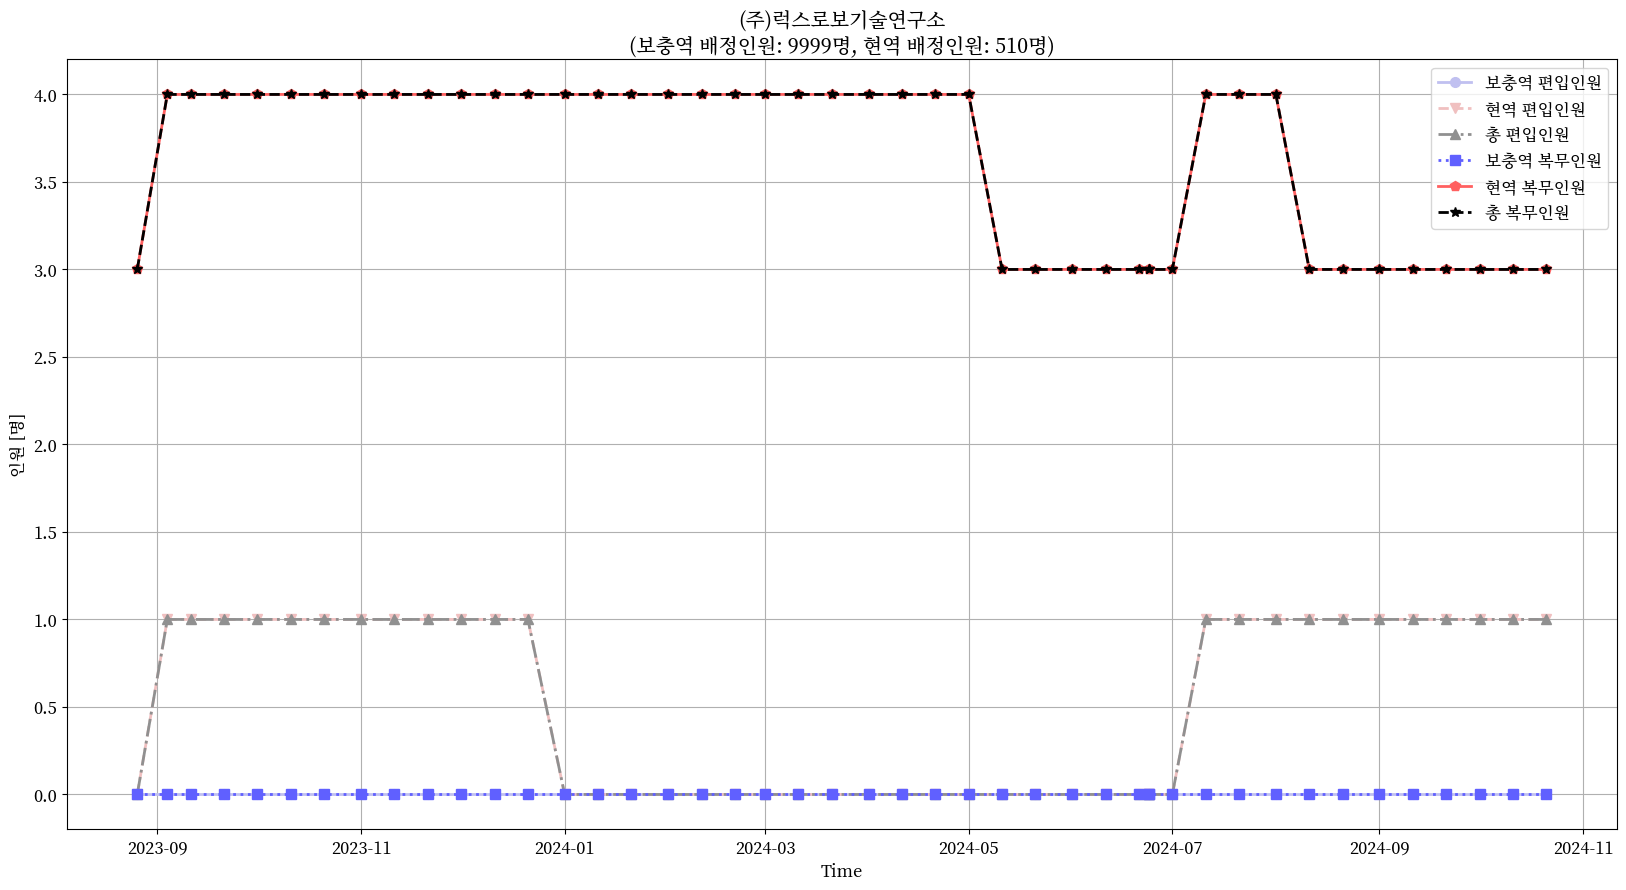 (주)럭스로보기술연구소
(보충역 배정인원: 9999명, 현역 배정인원: 510명)
보충역 편입인원
현역 편입인원
총 편입인원
보충역 복무인원
현역 복무인원
총 복무인원
인원 [명]
4.0
3.5
3.0
2.5
2.0
1.5
1.0
0.5
0.0
2023-09
2023-11
2024-01
2024-03
2024-05
2024-07
2024-09
2024-11
Time